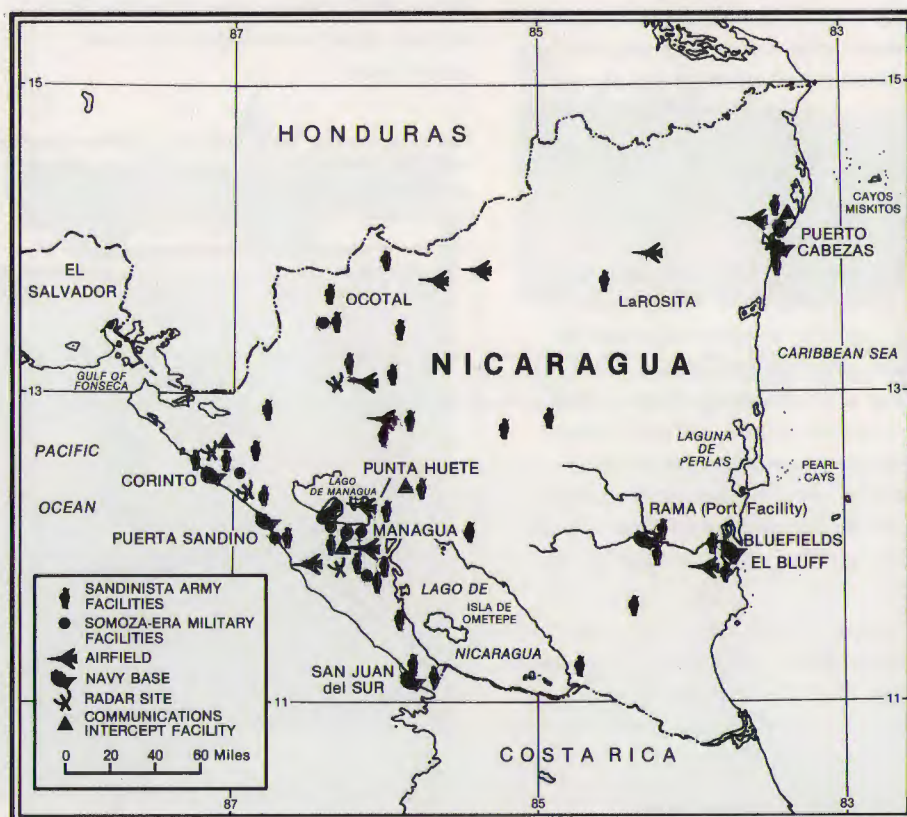 87
85
83
15
15
HONDURAS
CAYOS
MISKITOS
PUERTO
CABEZAS
EL
SALVADOR
OCOTAL
LaROSITA
NICARAGUA
CARIBBEAN SEA
GULF OF
FONSECA
13
13
PACIFIC
OCEAN
LAGUNA
DE
PERLAS
PEARL
CAYS
PUNTA HUETE
LAGO
DE MANAGUA
CORINTO
RAMA (Port Facility)
PUERTA SANDINO
MANAGUA
BLUEFIELDS
EL BLUFF
LAGO DE
ISLA DE
OMETEPE
NICARAGUA
SAN JUAN
del SUR
11
11
COSTA RICA
SANDINISTA ARMY
FACILITIES
SOMOZA-ERA MILITARY
FACILITIES
AIRFIELD
NAVY BASE
RADAR SITE
COMMUNICATIONS
INTERCEPT FACILITY
0 20 40 60 Miles
87
85
83